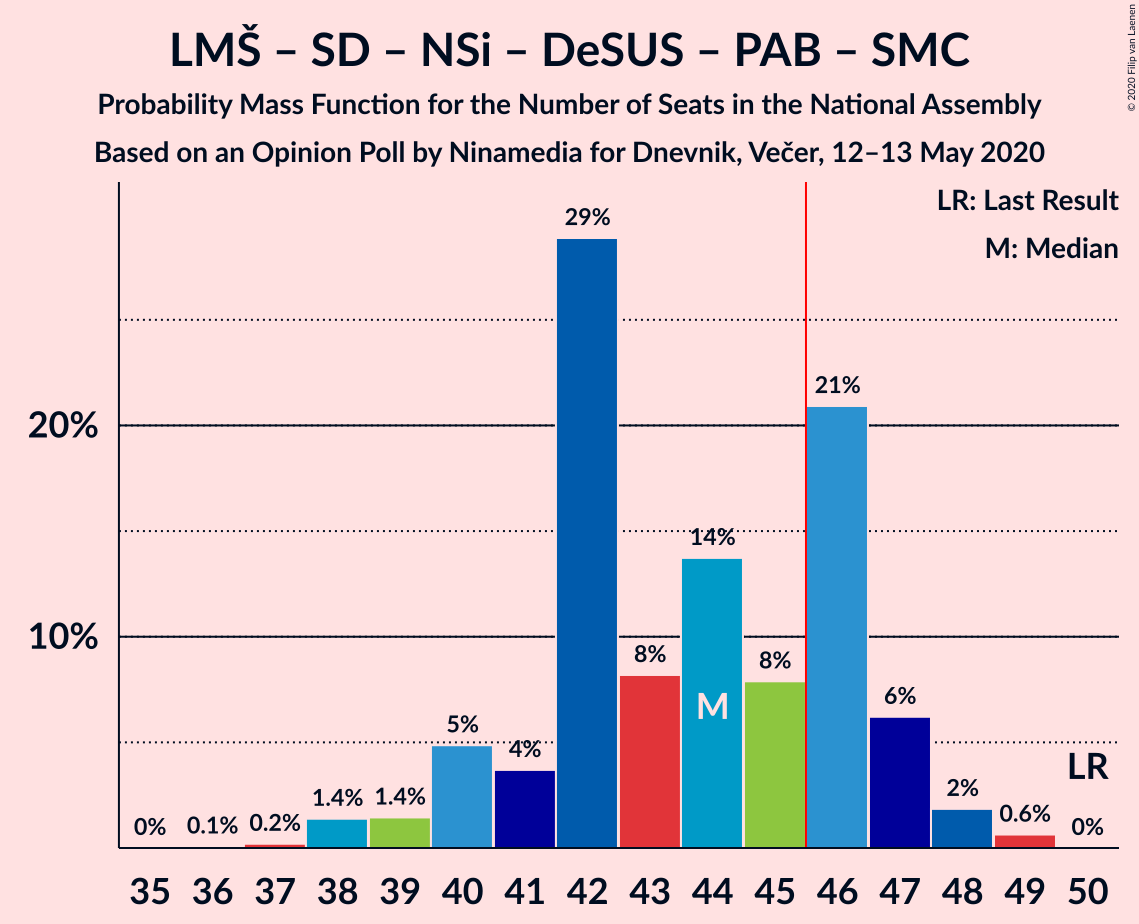 LMŠ – SD – NSi – DeSUS – PAB – SMC
Probability Mass Function for the Number of Seats in the National Assembly
Based on an Opinion Poll by Ninamedia for Dnevnik, Večer, 12–13 May 2020
© 2020 Filip van Laenen
LR: Last Result
M: Median
29%
21%
20%
14%
10%
8%
8%
M
6%
5%
4%
LR
2%
1.4%
1.4%
0.6%
0.2%
0.1%
0%
0%
35 36 37 38 39 40 41 42 43 44 45 46 47 48 49 50